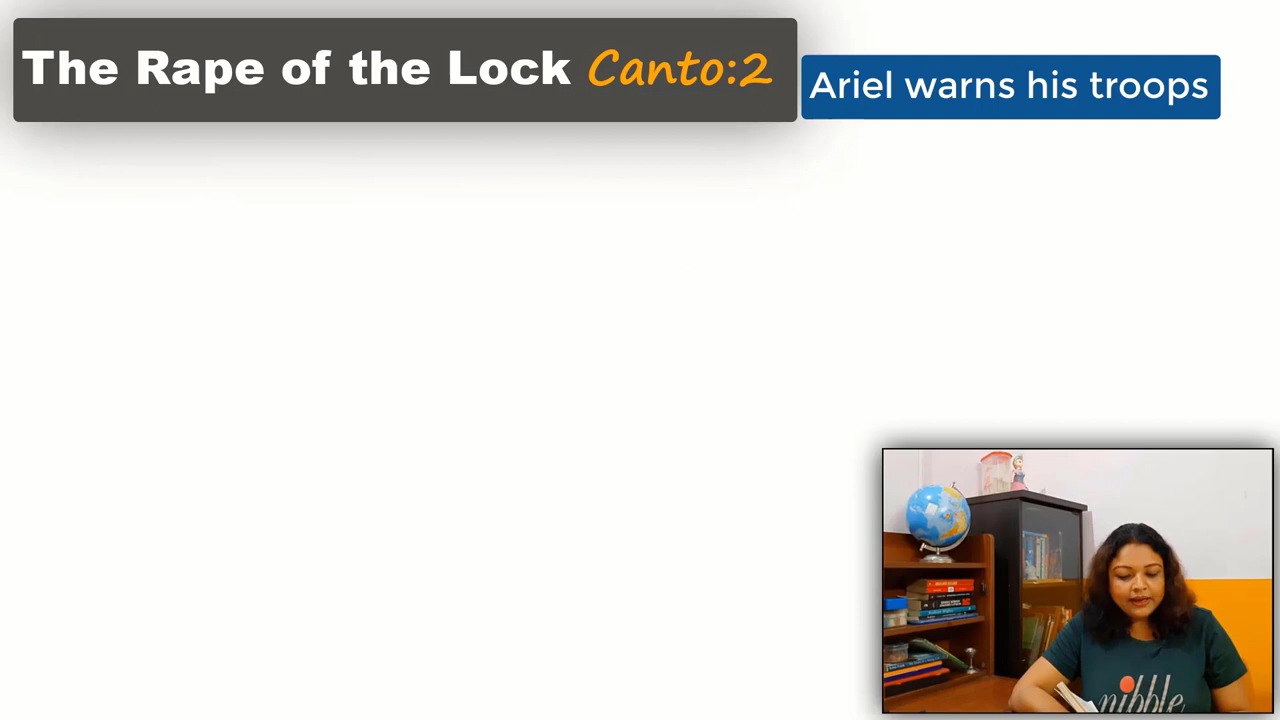 The Rape of the Lock Canto:2
Ariel warns his troops
nibble